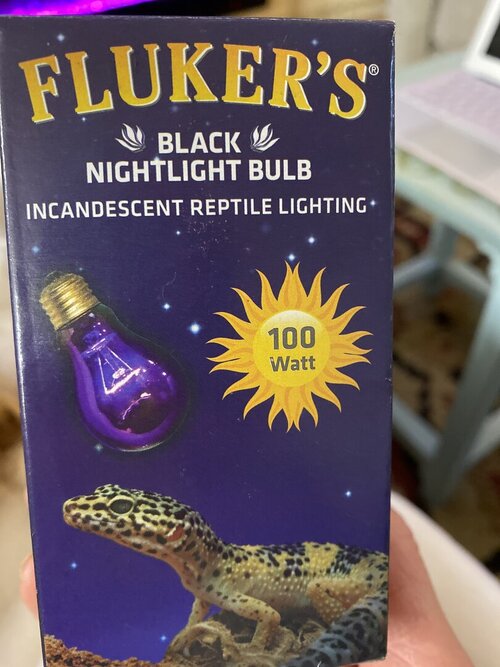 FLUKER'S®
BLACK
NIGHTLIGHT BULB
INCANDESCENT REPTILE LIGHTING
100
Watt